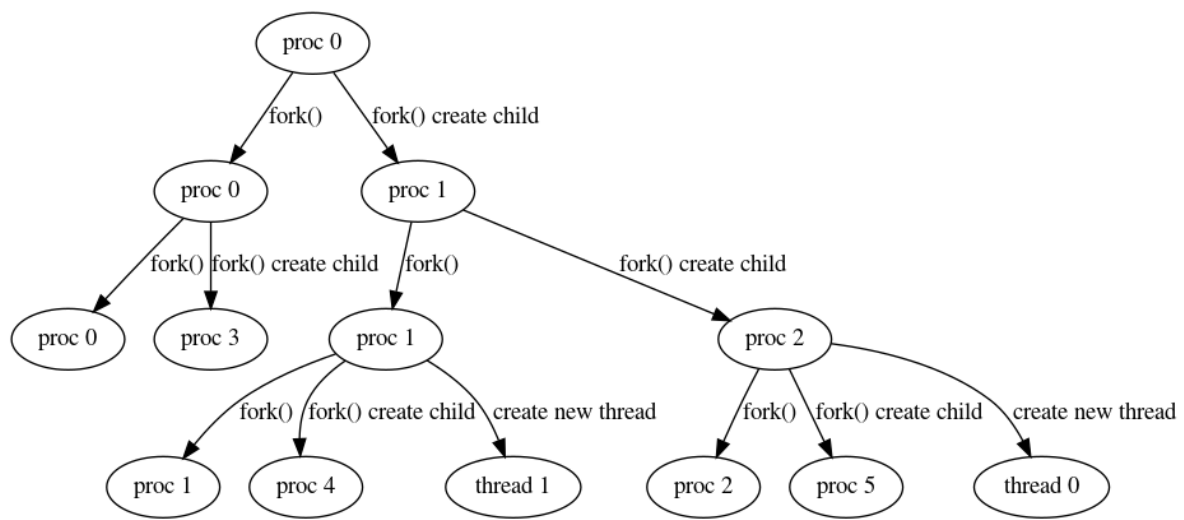 proc 0
fork()
fork() create child
proc 0
proc 1
fork()
fork() create child
fork()
fork() create child
proc 0
proc 3
proc 1
proc 2
fork()
fork() create child
create new thread
fork()
fork() create child
create new thread
proc 1
proc 4
thread 1
proc 2
proc 5
thread 0